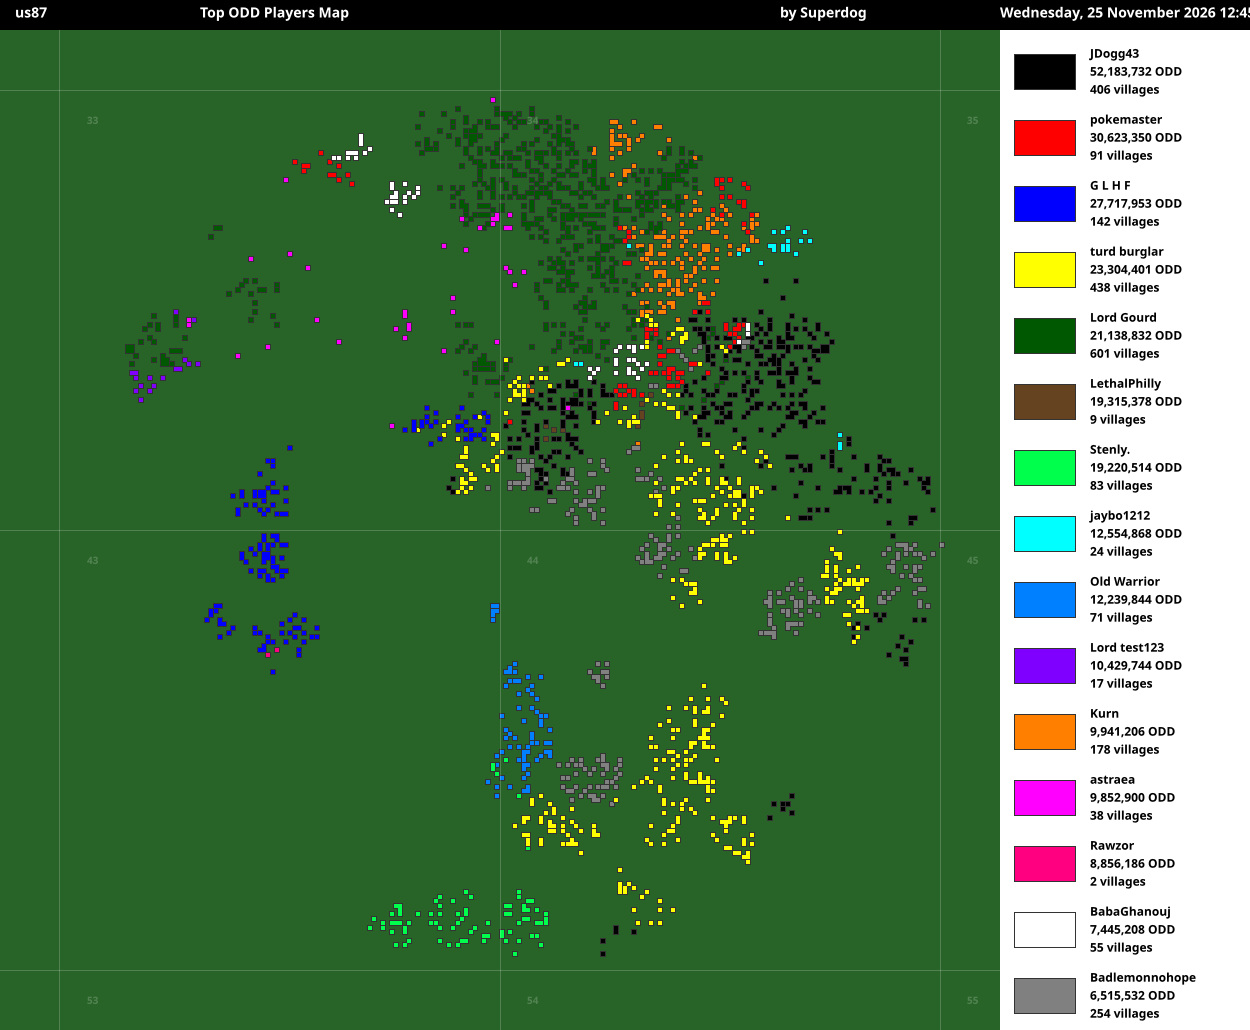 us87 Top ODD Players Map by Superdog Wednesday, 25 November 2026 12:45
33 34 35
43 44 45
53 54 55
JDogg43
52,183,732 ODD
406 villages
pokemaster
30,623,350 ODD
91 villages
G L H F
27,717,953 ODD
142 villages
turd burglar
23,304,401 ODD
438 villages
Lord Gourd
21,138,832 ODD
601 villages
LethalPhilly
19,315,378 ODD
9 villages
Stenly.
19,220,514 ODD
83 villages
jaybo1212
12,554,868 ODD
24 villages
Old Warrior
12,239,844 ODD
71 villages
Lord test123
10,429,744 ODD
17 villages
Kurn
9,941,206 ODD
178 villages
astraea
9,852,900 ODD
38 villages
Rawzor
8,856,186 ODD
2 villages
BabaGhanouj
7,445,208 ODD
55 villages
Badlemonnohope
6,515,532 ODD
254 villages